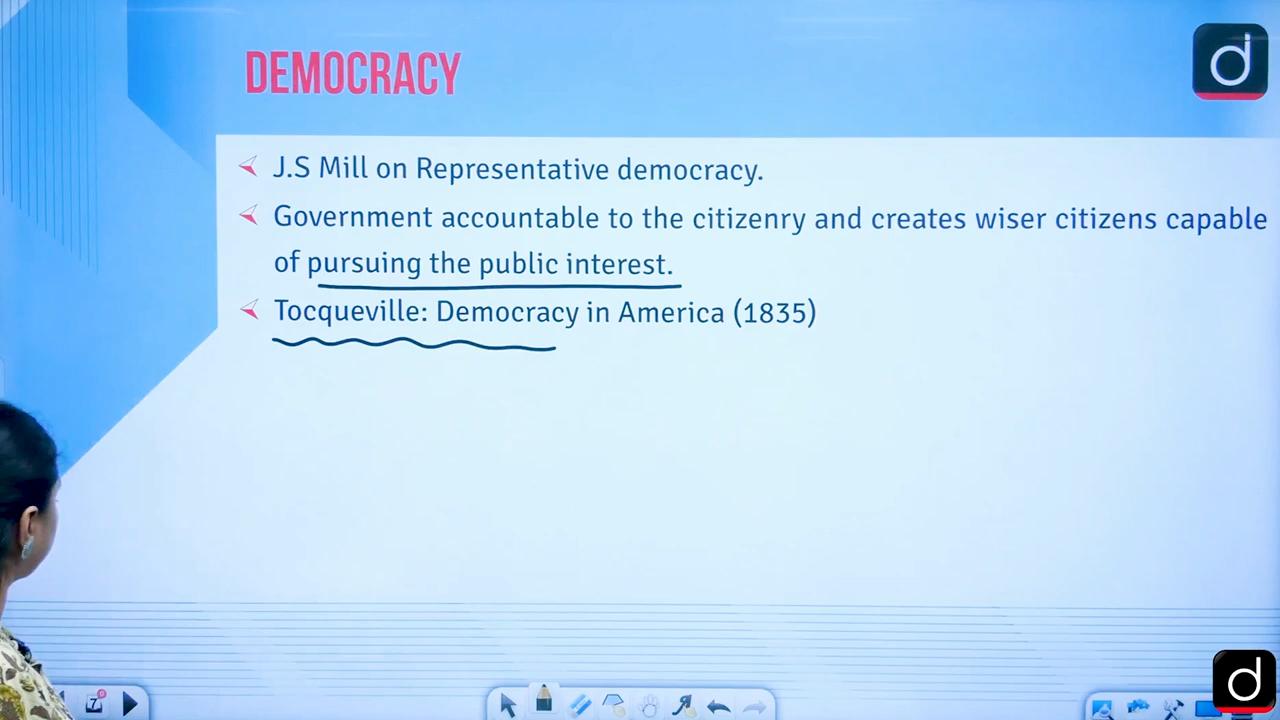 DEMOCRACY
d
J.S Mill on Representative democracy.
Government accountable to the citizenry and creates wiser citizens capable
of pursuing the public interest.
Tocqueville: Democracy in America (1835)
7
d